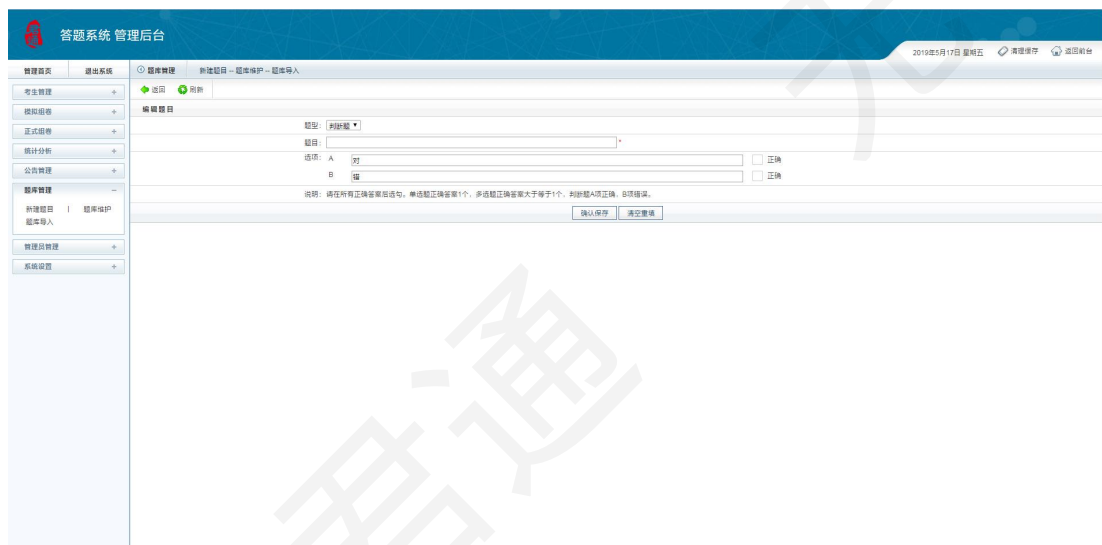 答题系统 管理后台
2019年5月17日 星期五 清理缓存 返回前台
管理首页 退出系统 题库管理 新建题目 -- 题库维护 -- 题库导入
考生管理 +
返回 刷新
模拟组卷 +
编辑题目
正式组卷 +
题型: 判断题
统计分析 +
题目: *
选项: A 对 正确
公告管理 +
B 错 正确
题库管理 −
说明: 请在所有正确答案后选勾。单选题正确答案1个、多选题正确答案大于等于1个、判断题A项正确、B项错误。
新建题目 | 题库维护
确认保存 清空重填
题库导入
管理员管理 +
系统设置 +
君通